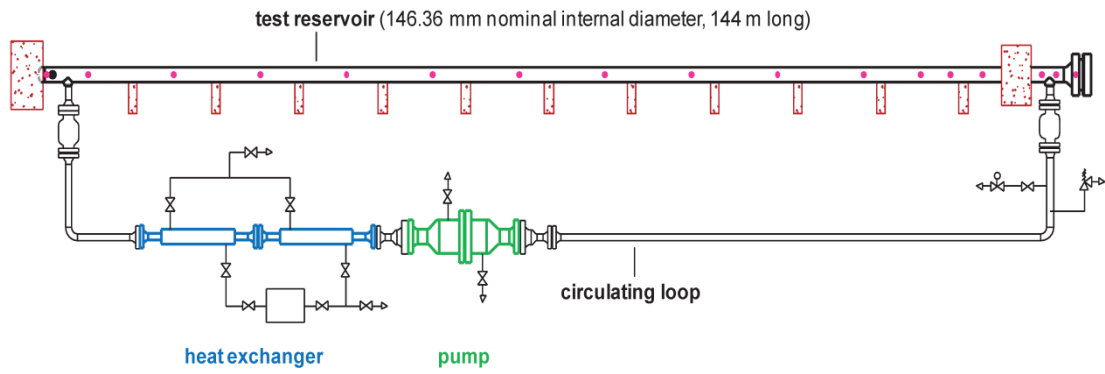 test reservoir (146.36 mm nominal internal diameter, 144 m long)
circulating loop
heat exchanger
pump